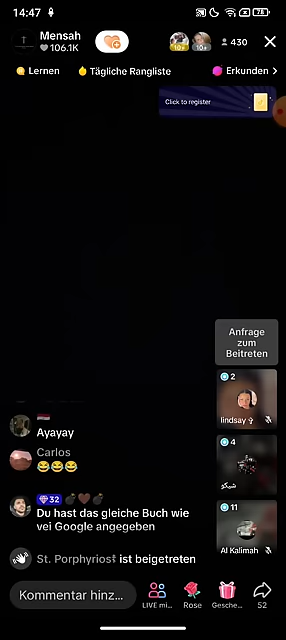 14:47
78
Mensah
106.1K
10+
10+
430
Lernen
Tägliche Rangliste
Erkunden
Click to register
Anfrage
zum
Beitreten
2
lindsay
4
شيكو
11
Al Kalimah
Ayayay
Carlos
😂😂😂
32
Du hast das gleiche Buch wie
vei Google angegeben
St. Porphyrios☦ ist beigetreten
Kommentar hinz...
LIVE mi...
Rose
Gesche...
52